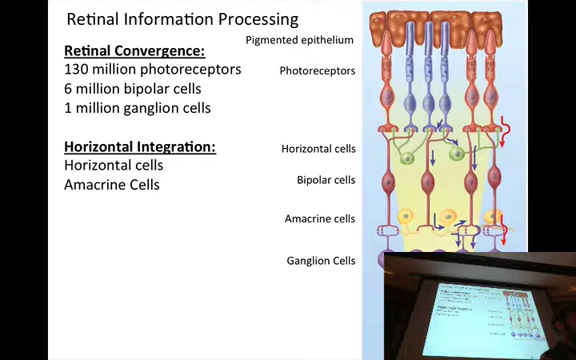 Retinal Information Processing
Retinal Convergence:
130 million photoreceptors
6 million bipolar cells
1 million ganglion cells
Horizontal Integration:
Horizontal cells
Amacrine Cells
Pigmented epithelium
Photoreceptors
Horizontal cells
Bipolar cells
Amacrine cells
Ganglion Cells